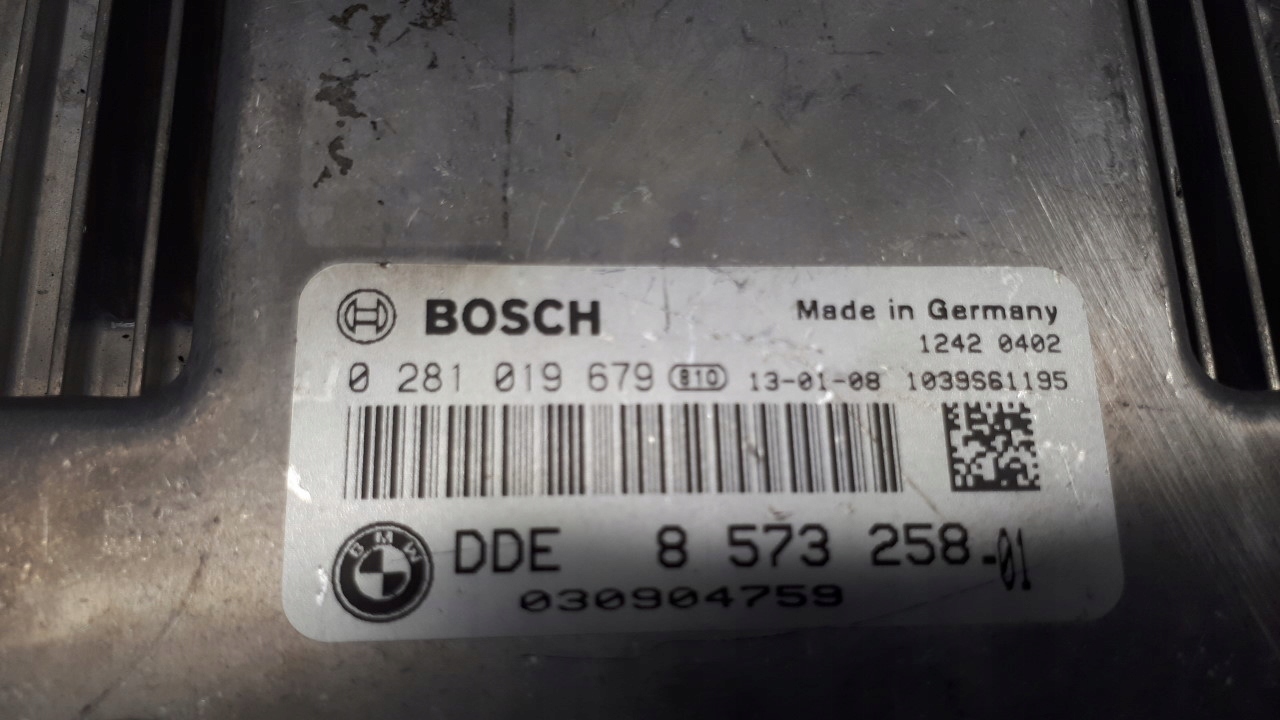 BOSCH Made in Germany
1242 0402
0 281 019 679 810 13-01-08 1039S61195
BMW DDE 8 573 258-01
030904759